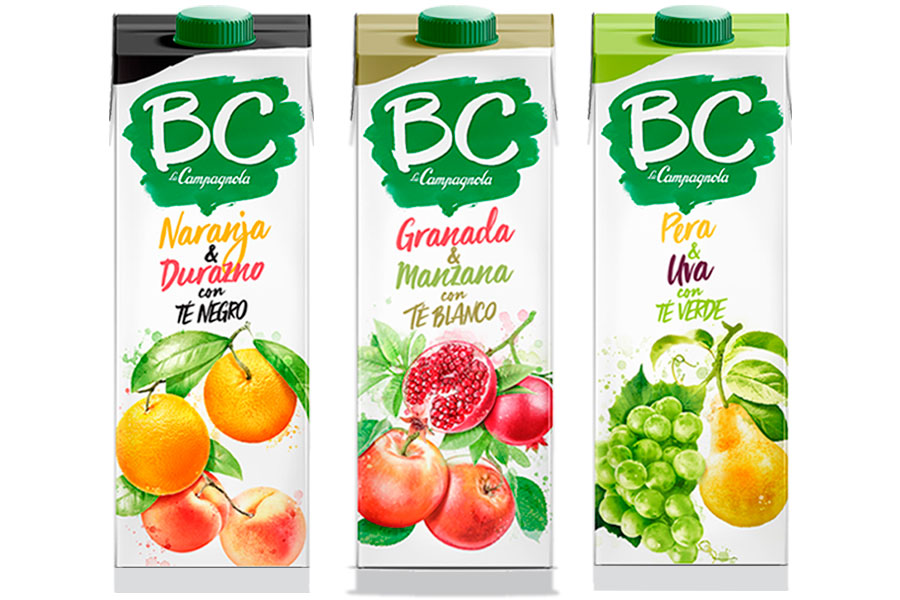 BC
La Campagnola
Naranja
&
Durazno
con
TÉ NEGRO
BC
La Campagnola
Granada
&
Manzana
con
TÉ BLANCO
BC
La Campagnola
Pera
&
Uva
con
TÉ VERDE